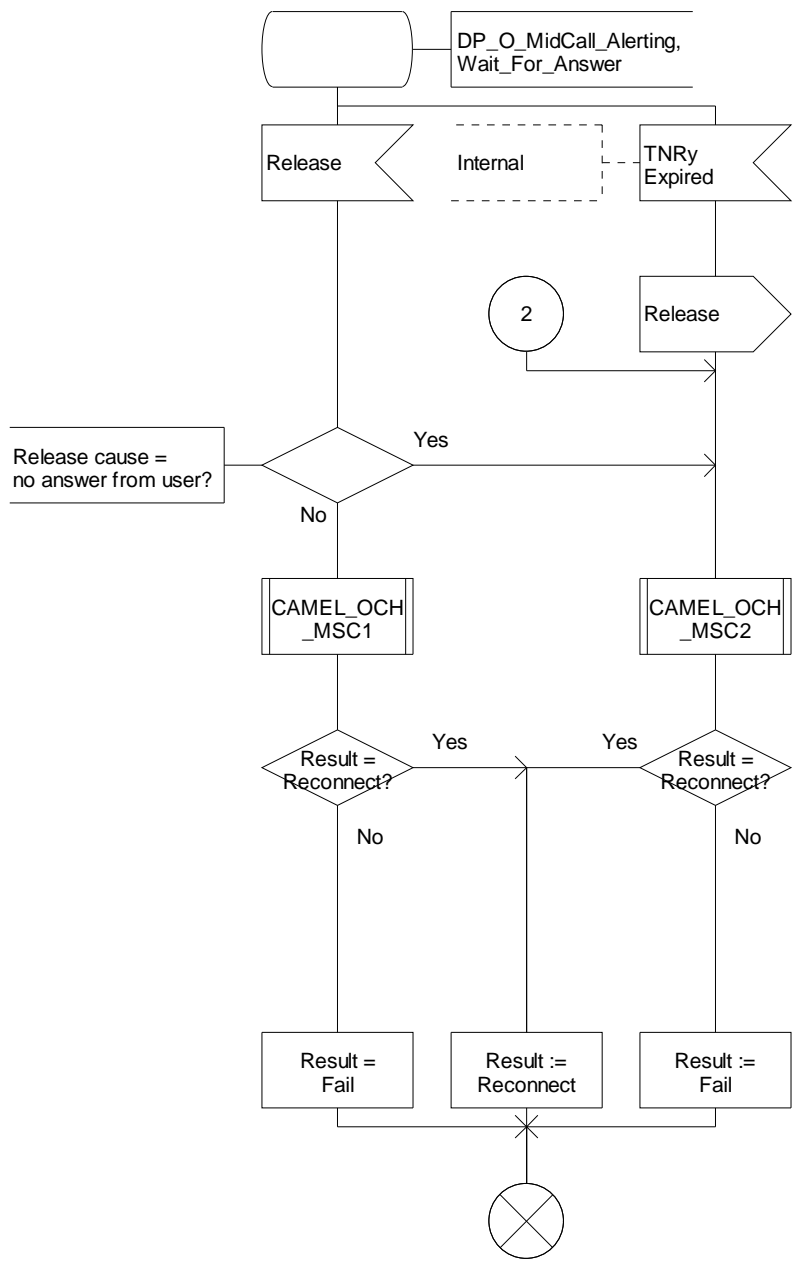 DP_O_MidCall_Alerting,
Wait_For_Answer
Release
Internal
TNRy
Expired
2
Release
Release cause =
no answer from user?
Yes
No
CAMEL_OCH
_MSC1
CAMEL_OCH
_MSC2
Result =
Reconnect?
Yes
Yes
Result =
Reconnect?
No
No
Result =
Fail
Result :=
Reconnect
Result :=
Fail